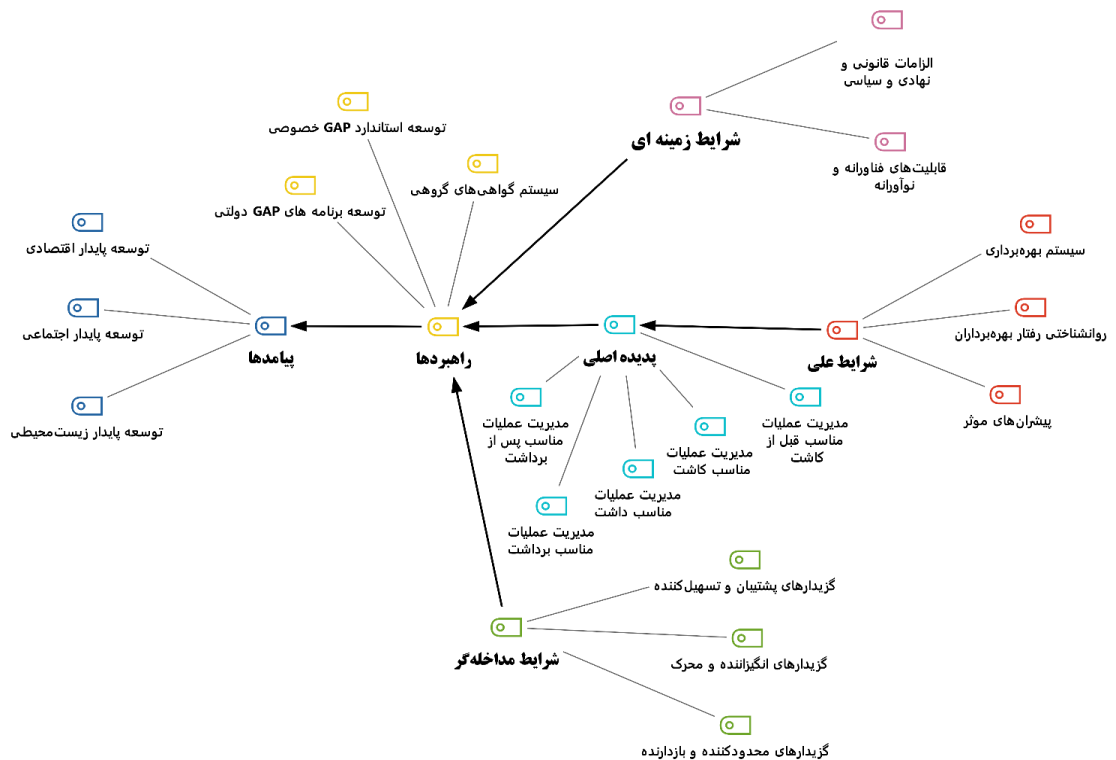 الزامات قانونی و
نهادی و سیاسی
شرایط زمینه ای
قابلیت‌های فناورانه و
نوآورانه
توسعه استاندارد GAP خصوصی
سیستم گواهی‌های گروهی
توسعه برنامه های GAP دولتی
سیستم بهره‌برداری
روانشناختی رفتار بهره‌برداران
پیشران‌های موثر
شرایط علی
پدیده اصلی
راهبردها
پیامدها
توسعه پایدار اقتصادی
توسعه پایدار اجتماعی
توسعه پایدار زیست‌محیطی
مدیریت عملیات
مناسب قبل از
کاشت
مدیریت عملیات
مناسب کاشت
مدیریت عملیات
مناسب داشت
مدیریت عملیات
مناسب برداشت
مدیریت عملیات
مناسب پس از
برداشت
شرایط مداخله‌گر
گزیدارهای پشتیبان و تسهیل‌کننده
گزیدارهای انگیزاننده و محرک
گزیدارهای محدودکننده و بازدارنده